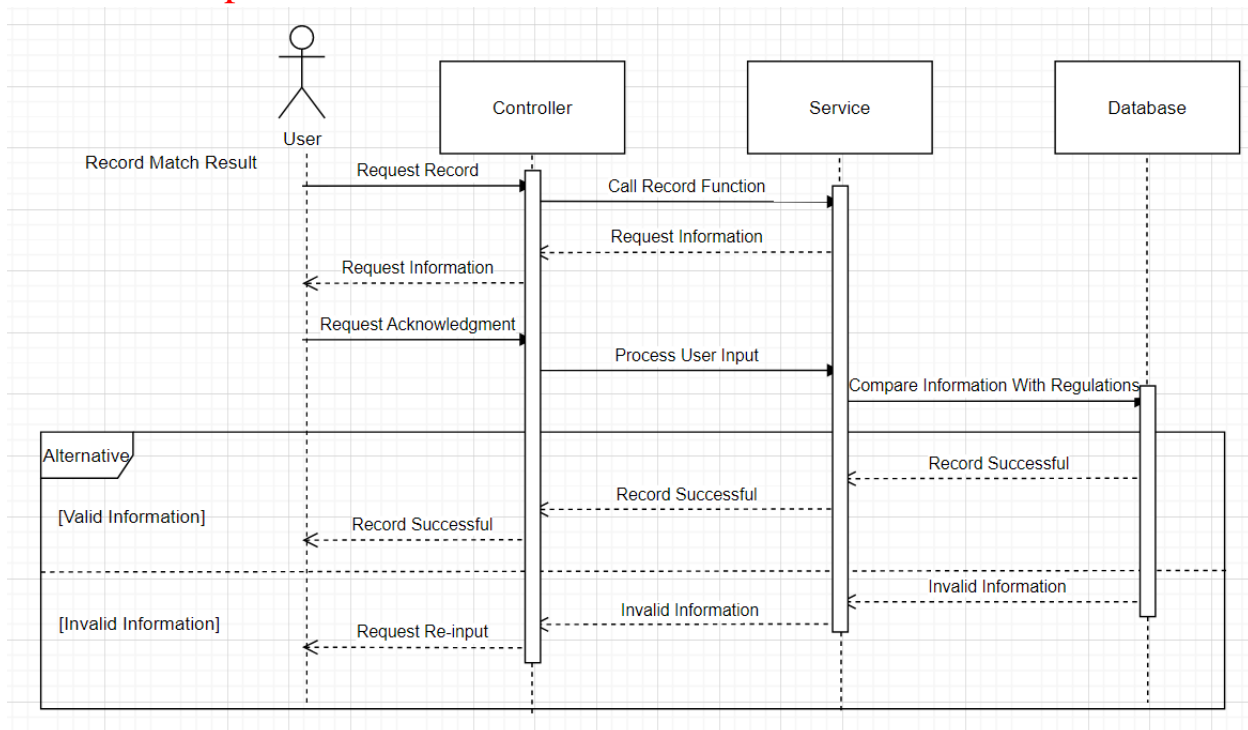 User
Controller
Service
Database
Record Match Result
Request Record
Call Record Function
Request Information
Request Information
Request Acknowledgment
Process User Input
Compare Information With Regulations
Alternative
Record Successful
Record Successful
[Valid Information]
Record Successful
Invalid Information
Invalid Information
[Invalid Information]
Request Re-input